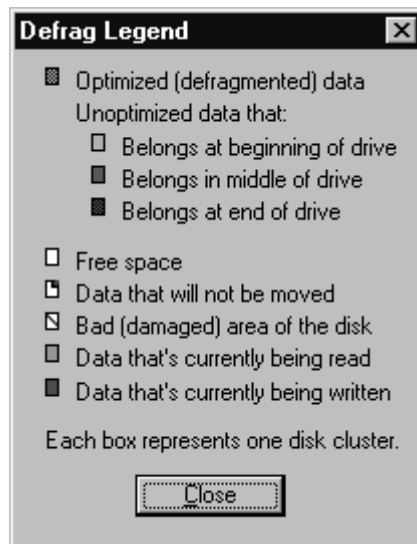 Defrag Legend
Optimized (defragmented) data
Unoptimized data that:
Belongs at beginning of drive
Belongs in middle of drive
Belongs at end of drive
Free space
Data that will not be moved
Bad (damaged) area of the disk
Data that's currently being read
Data that's currently being written
Each box represents one disk cluster.
Close